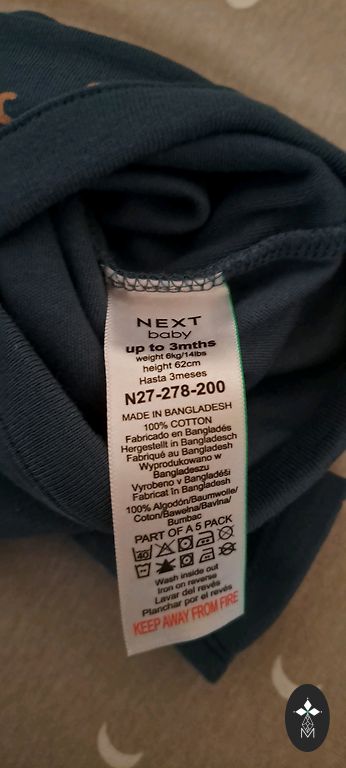 NEXT
baby
up to 3mths
weight 6kg/14lbs
height 62cm
Hasta 3meses
N27-278-200
MADE IN BANGLADESH
100% COTTON
Fabricado en Bangladés
Hergestellt in Bangladesch
Fabriqué au Bangladesh
Wyprodukowano w
Bangladeszu
Vyrobeno v Bangladéši
Fabricat în Bangladesh
100% Algodón/Baumwolle/
Coton/Bawełna/Bavlna/
Bumbac
PART OF A 5 PACK
40
Wash inside out
Iron on reverse
Lavar del revés
Planchar por el revés
KEEP AWAY FROM FIRE
M